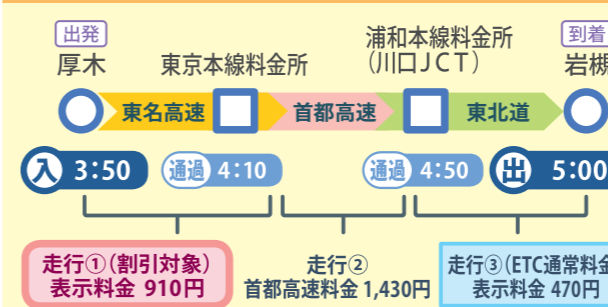 出発
厚木
東京本線料金所
浦和本線料金所
(川口JCT)
到着
岩槻
東名高速
首都高速
東北道
入 3:50
通過 4:10
通過 4:50
出 5:00
走行①(割引対象)
表示料金 910円
走行②
首都高速料金 1,430円
走行③(ETC通常料金
表示料金 470円